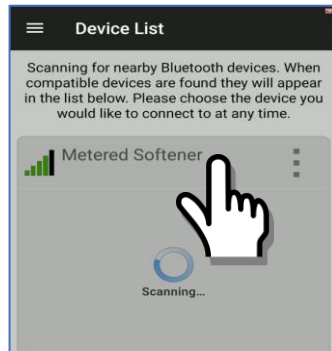 Device List
Scanning for nearby Bluetooth devices. When
compatible devices are found they will appear
in the list below. Please choose the device you
would like to connect to at any time.
Metered Softener
Scanning...